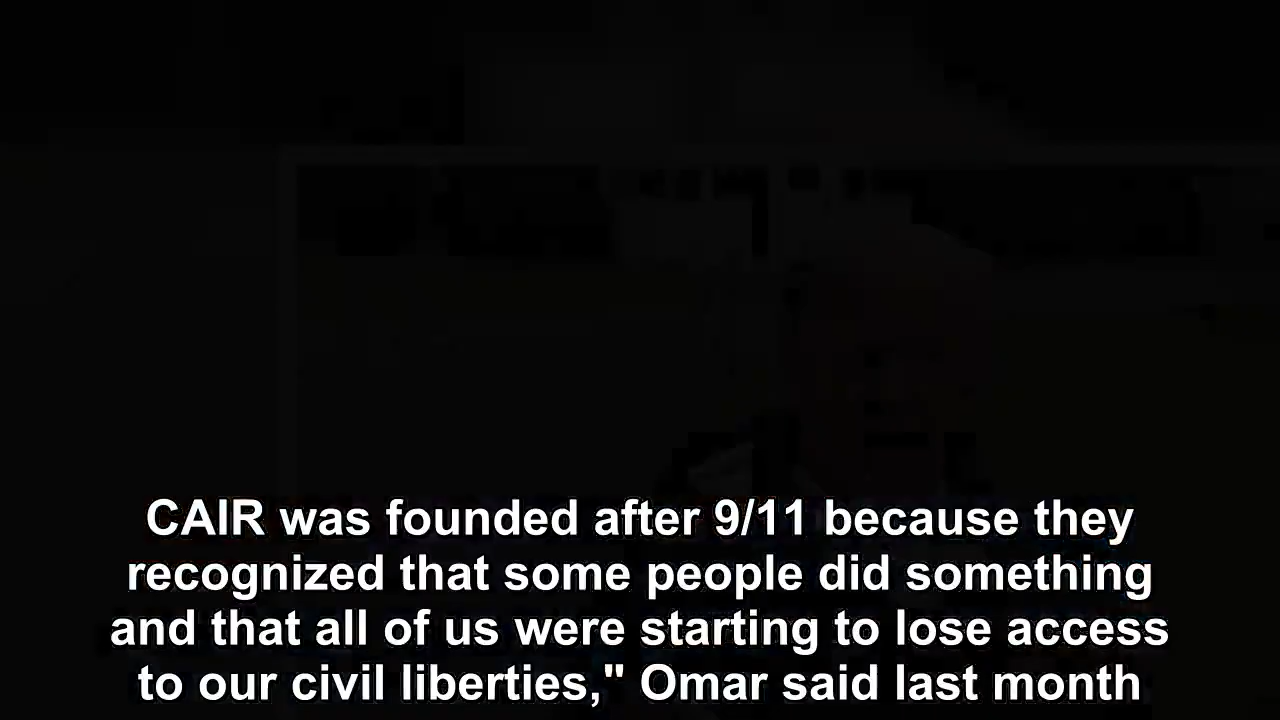 CAIR was founded after 9/11 because they
recognized that some people did something
and that all of us were starting to lose access
to our civil liberties," Omar said last month